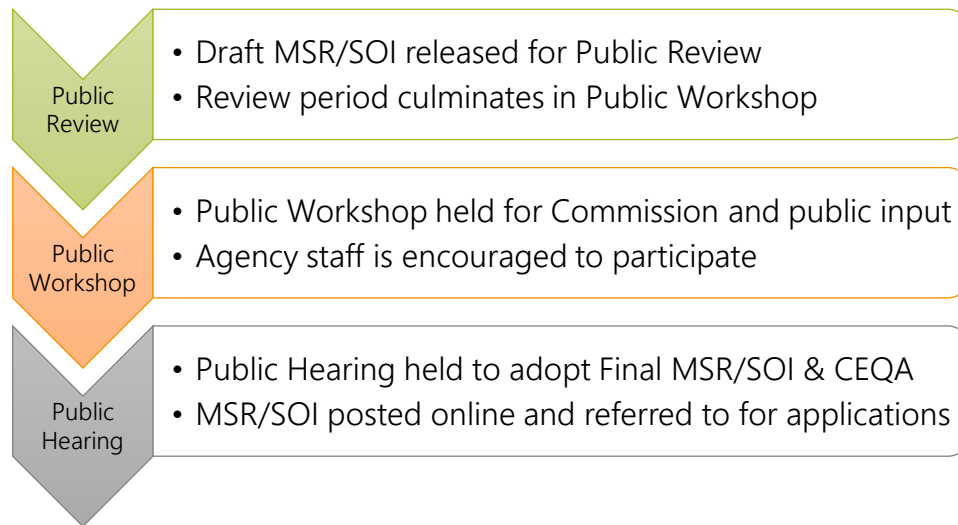 Public
Review
• Draft MSR/SOI released for Public Review
• Review period culminates in Public Workshop
Public
Workshop
• Public Workshop held for Commission and public input
• Agency staff is encouraged to participate
Public
Hearing
• Public Hearing held to adopt Final MSR/SOI & CEQA
• MSR/SOI posted online and referred to for applications